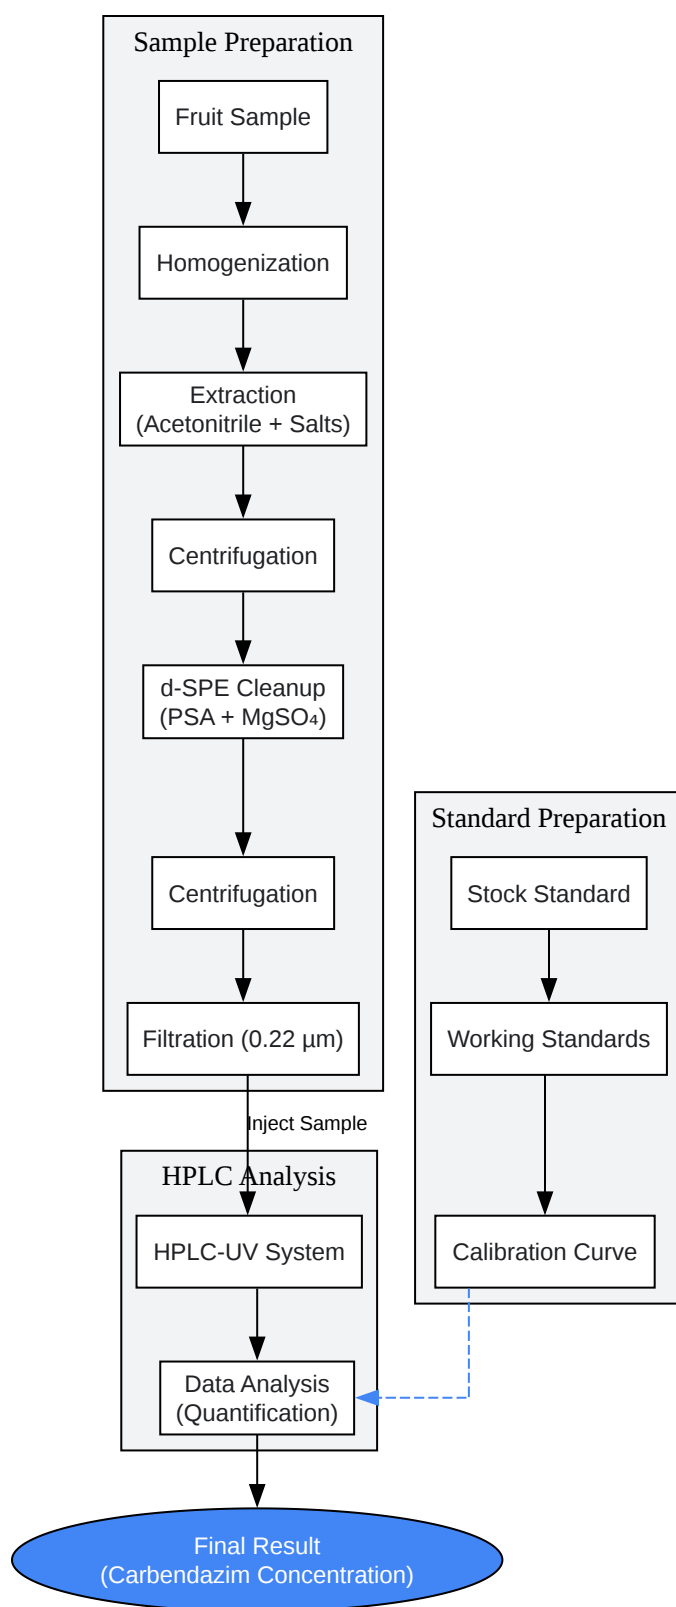 Sample Preparation
Fruit Sample
Homogenization
Extraction
(Acetonitrile + Salts)
Centrifugation
d-SPE Cleanup
(PSA + MgSO₄)
Centrifugation
Filtration (0.22 µm)
Standard Preparation
Stock Standard
Working Standards
Calibration Curve
Inject Sample
HPLC Analysis
HPLC-UV System
Data Analysis
(Quantification)
Final Result
(Carbendazim Concentration)